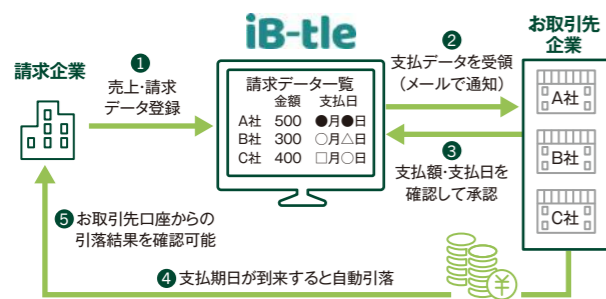 iB-tle
請求企業
❶
売上・請求
データ登録
請求データ一覧
金額 支払日
A社 500 ●月●日
B社 300 ○月△日
C社 400 □月○日
❷
支払データを受領
（メールで通知）
お取引先
企業
A社
B社
C社
❸
支払額・支払日を
確認して承認
❺お取引先口座からの
引落結果を確認可能
❹支払期日が到来すると自動引落
¥